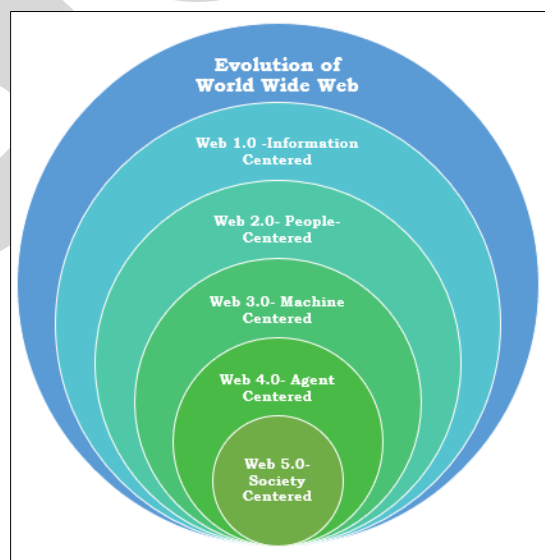 Evolution of
World Wide Web
Web 1.0 -Information
Centered
Web 2.0- People-
Centered
Web 3.0- Machine
Centered
Web 4.0- Agent
Centered
Web 5.0-
Society
Centered